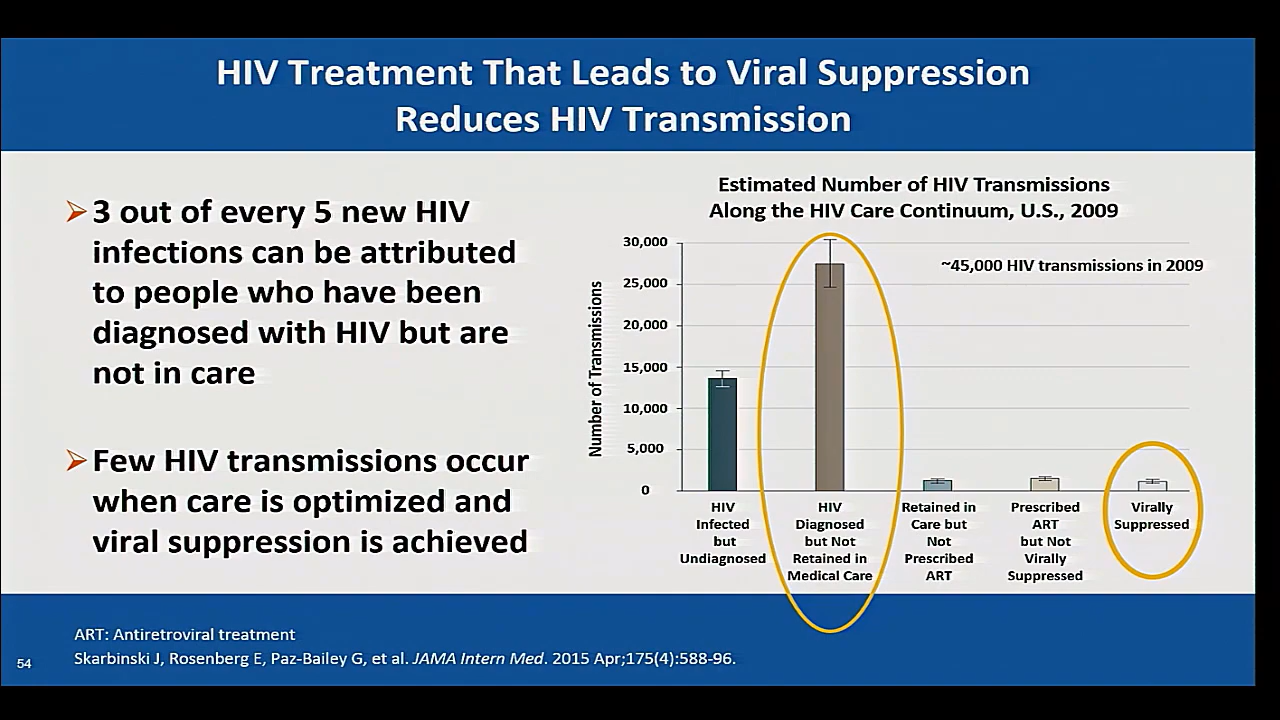 HIV Treatment That Leads to Viral Suppression
Reduces HIV Transmission
➢3 out of every 5 new HIV
infections can be attributed
to people who have been
diagnosed with HIV but are
not in care
➢Few HIV transmissions occur
when care is optimized and
viral suppression is achieved
Estimated Number of HIV Transmissions
Along the HIV Care Continuum, U.S., 2009
~45,000 HIV transmissions in 2009
Number of Transmissions
30,000
25,000
20,000
15,000
10,000
5,000
0
HIV
Infected
but
Undiagnosed
HIV
Diagnosed
but Not
Retained in
Medical Care
Retained in
Care but
Not
Prescribed
ART
Prescribed
ART
but Not
Virally
Suppressed
Virally
Suppressed
ART: Antiretroviral treatment
Skarbinski J, Rosenberg E, Paz-Bailey G, et al. JAMA Intern Med. 2015 Apr;175(4):588-96.
54